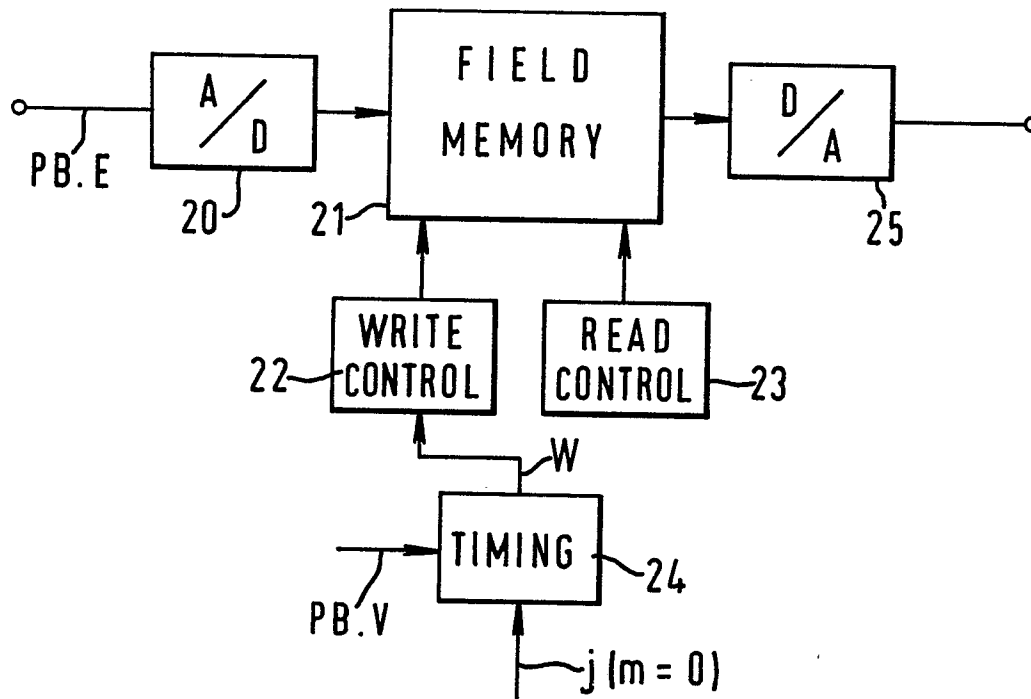 A/D
FIELD
MEMORY
D/A
PB.E
20
21
25
WRITE
CONTROL
22
READ
CONTROL
23
W
TIMING
24
PB.V
j(m=0)